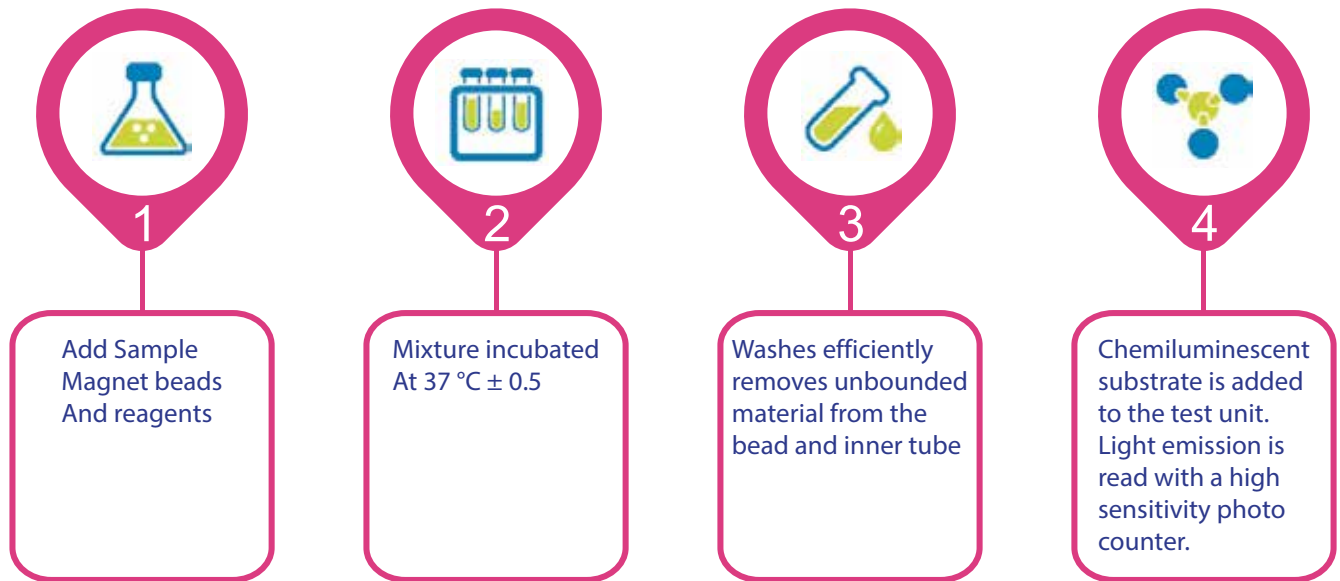 1
Add Sample
Magnet beads
And reagents
2
Mixture incubated
At 37 °C ± 0.5
3
Washes efficiently
removes unbounded
material from the
bead and inner tube
4
Chemiluminescent
substrate is added
to the test unit.
Light emission is
read with a high
sensitivity photo
counter.